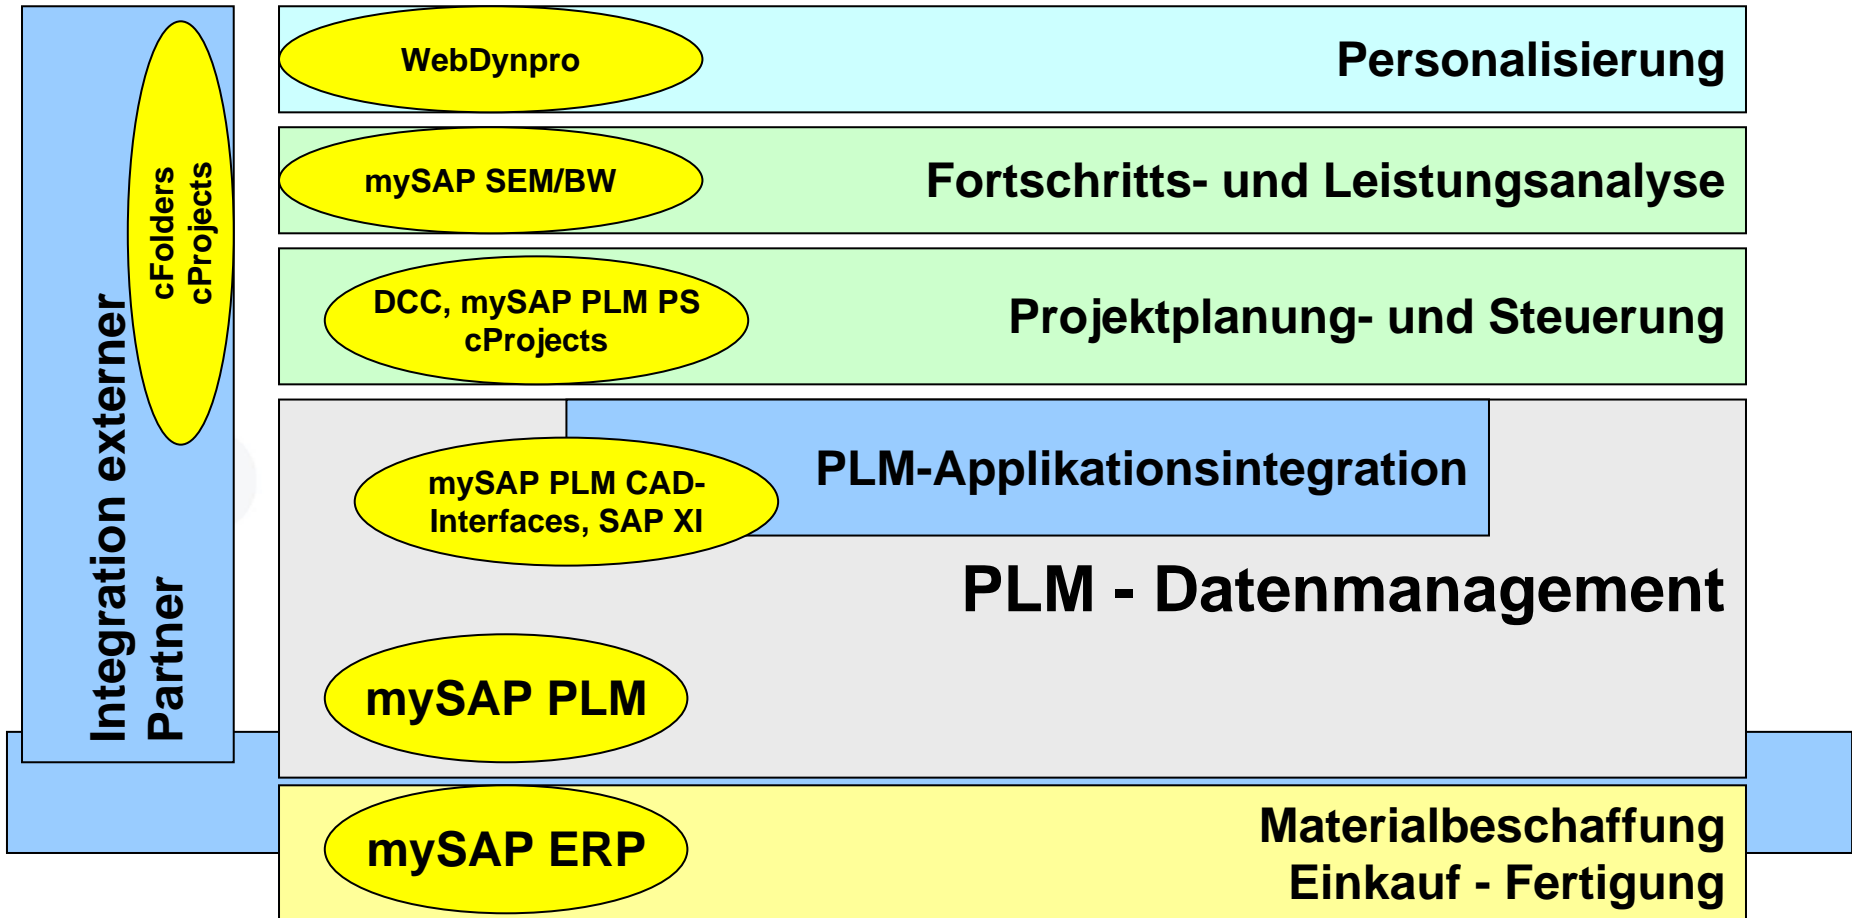 WebDynpro
Personalisierung
mySAP SEM/BW
Fortschritts- und Leistungsanalyse
DCC, mySAP PLM PS
cProjects
Projektplanung- und Steuerung
cFolders
cProjects
Integration externer
Partner
mySAP PLM CAD-
Interfaces, SAP XI
PLM-Applikationsintegration
PLM - Datenmanagement
mySAP PLM
mySAP ERP
Materialbeschaffung
Einkauf - Fertigung